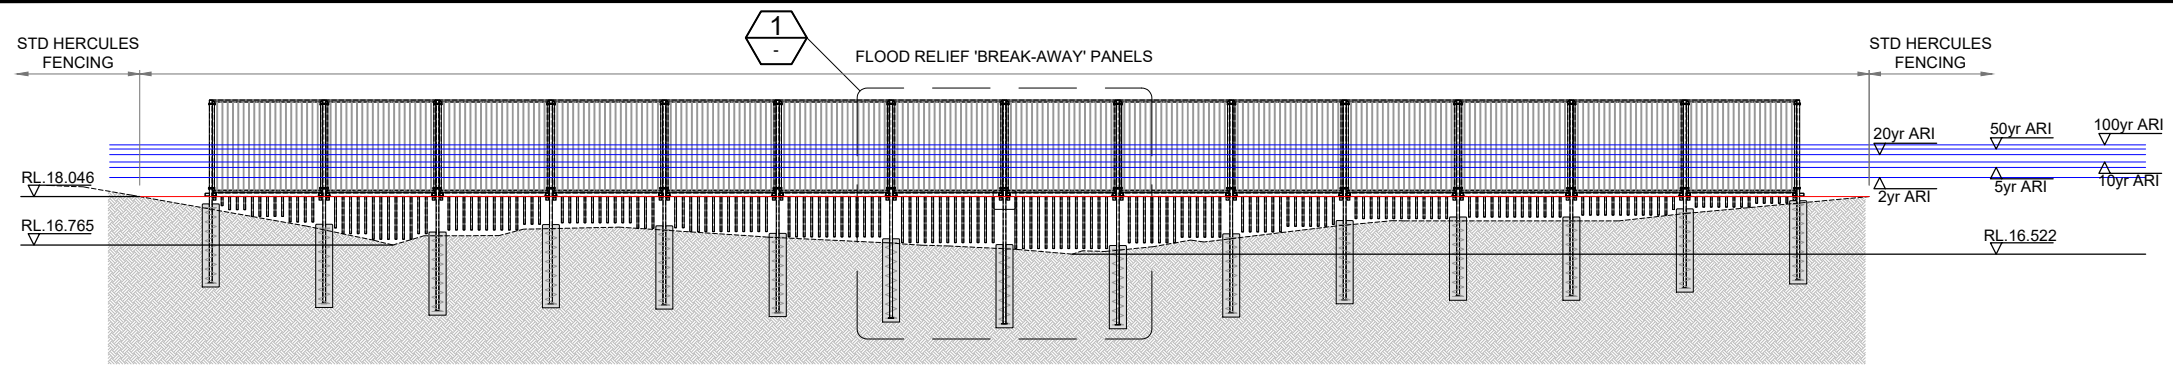 1
-
STD HERCULES
FENCING
FLOOD RELIEF 'BREAK-AWAY' PANELS
STD HERCULES
FENCING
20yr ARI
50yr ARI
100yr ARI
RL.18.046
2yr ARI
5yr ARI
10yr ARI
RL.16.765
RL.16.522